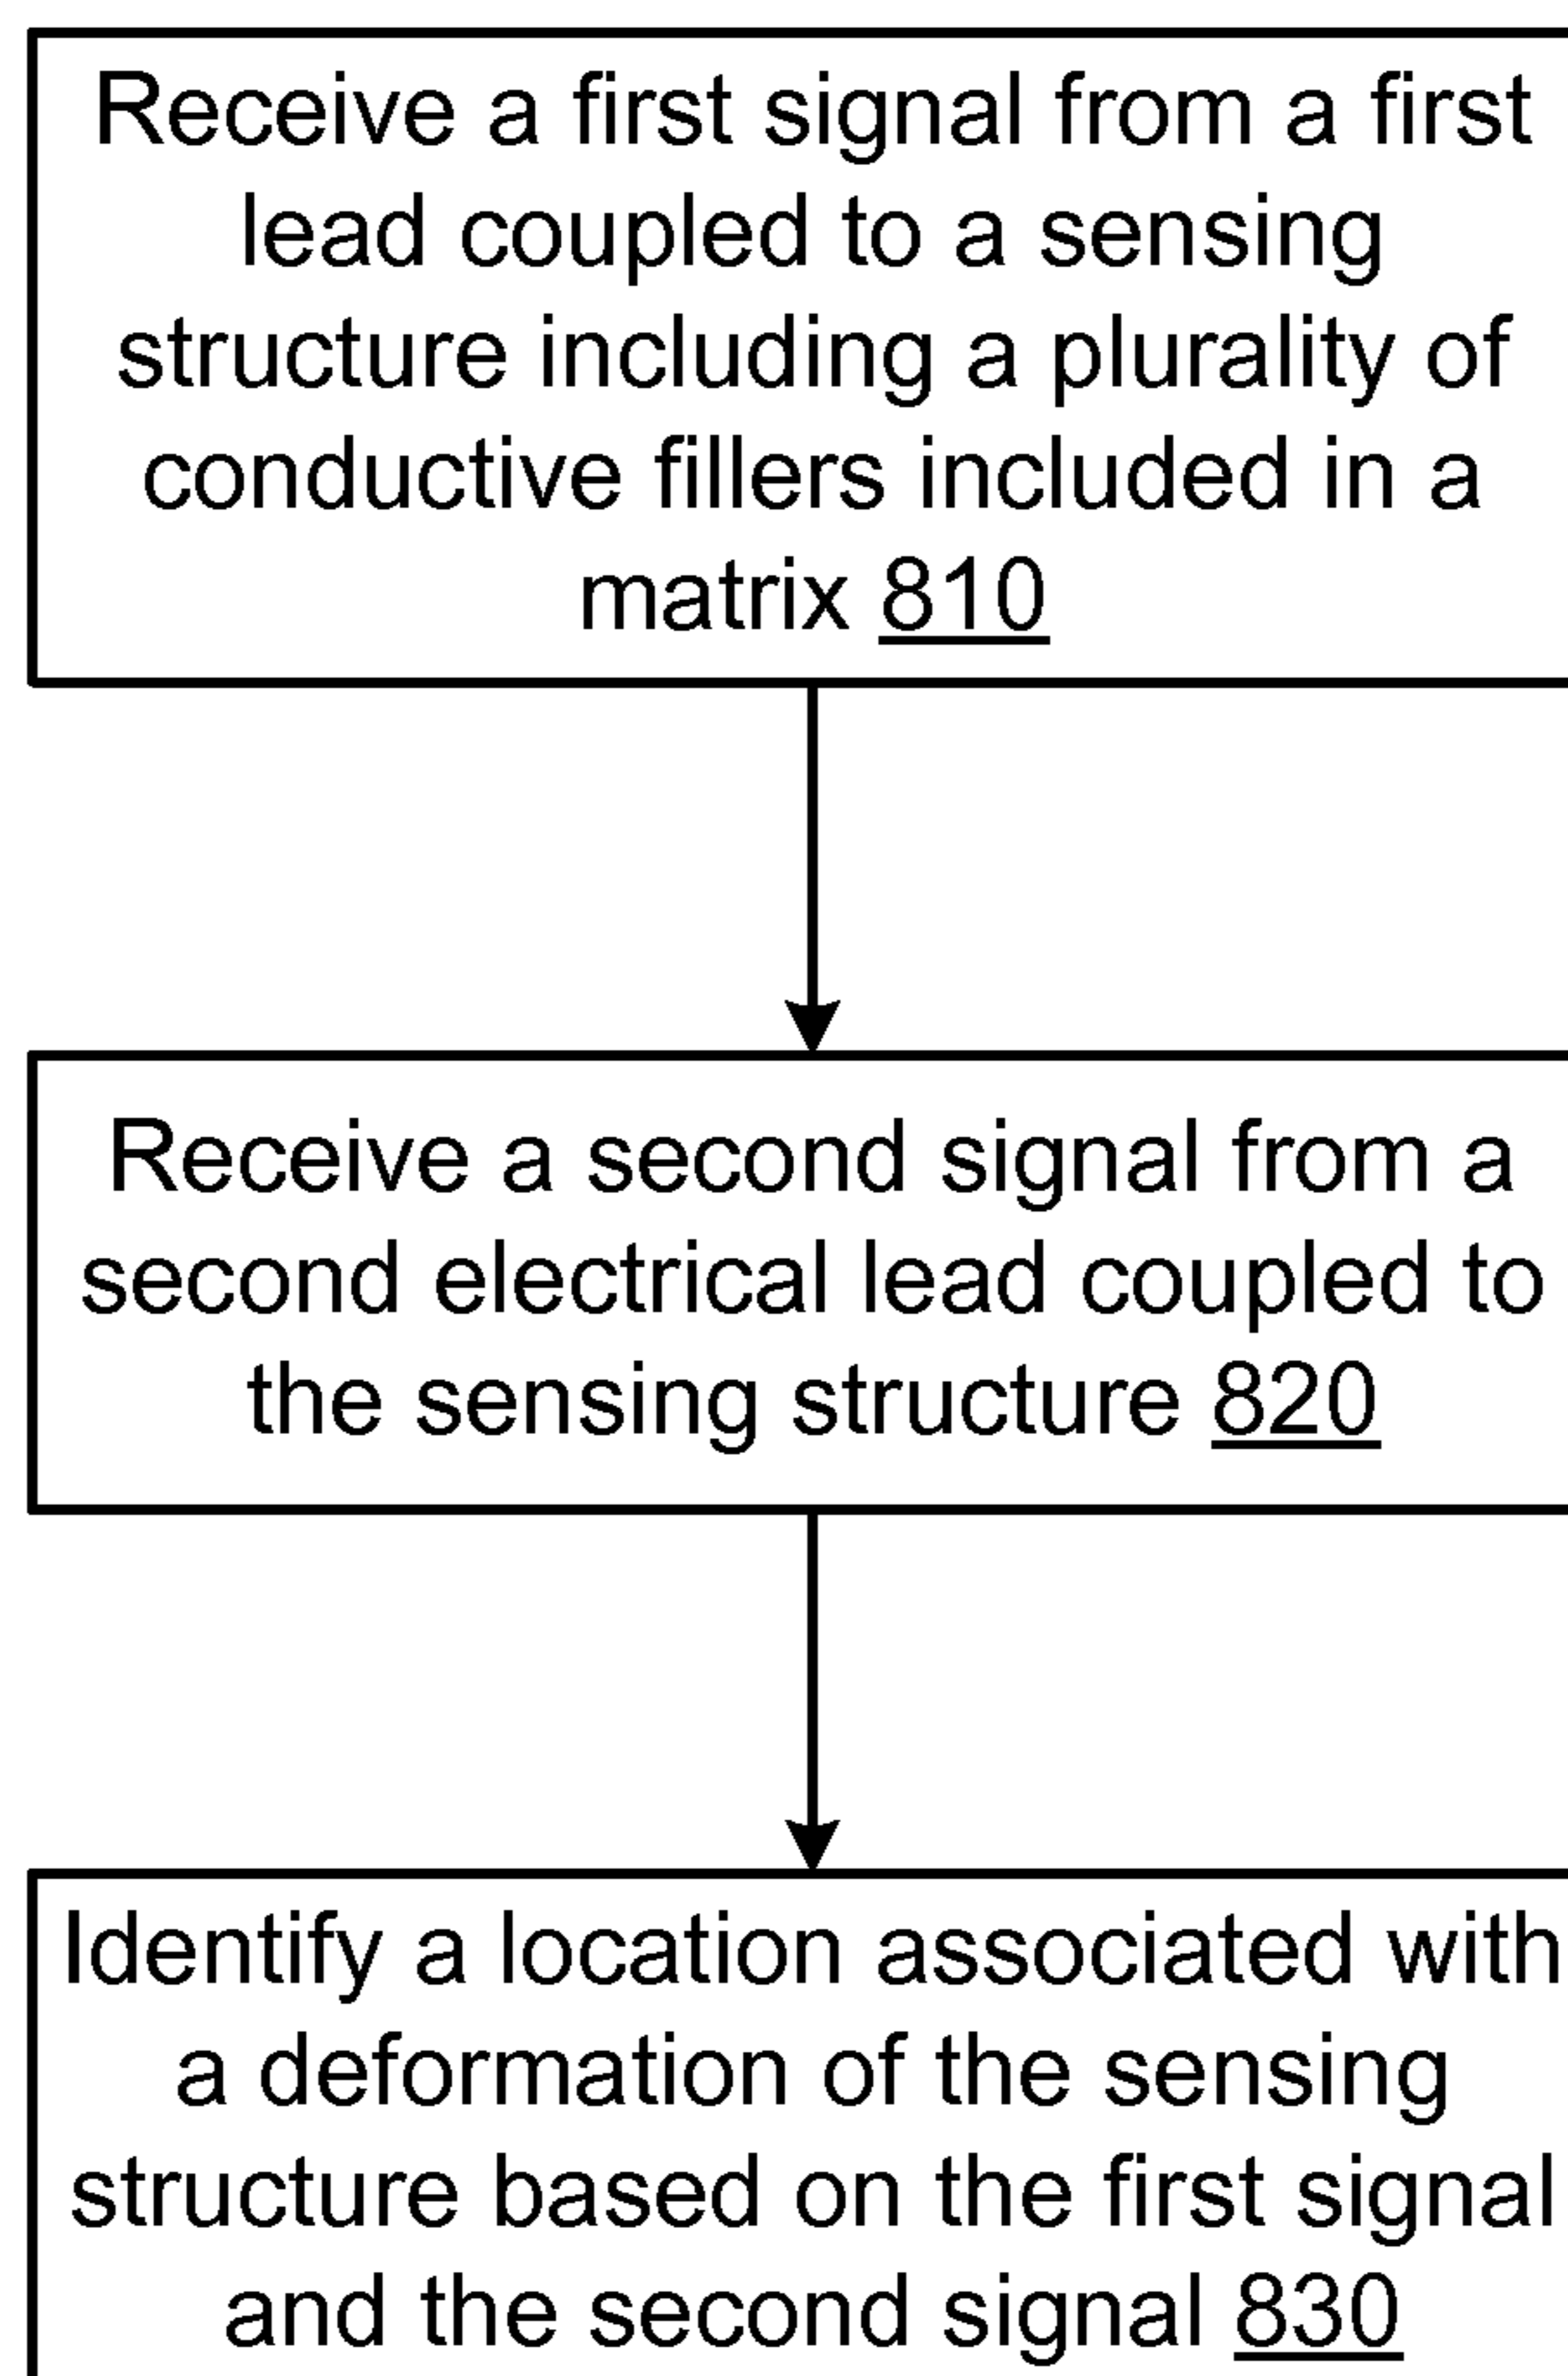 Receive a first signal from a first
lead coupled to a sensing
structure including a plurality of
conductive fillers included in a
matrix 810
Receive a second signal from a
second electrical lead coupled to
the sensing structure 820
Identify a location associated with
a deformation of the sensing
structure based on the first signal
and the second signal 830